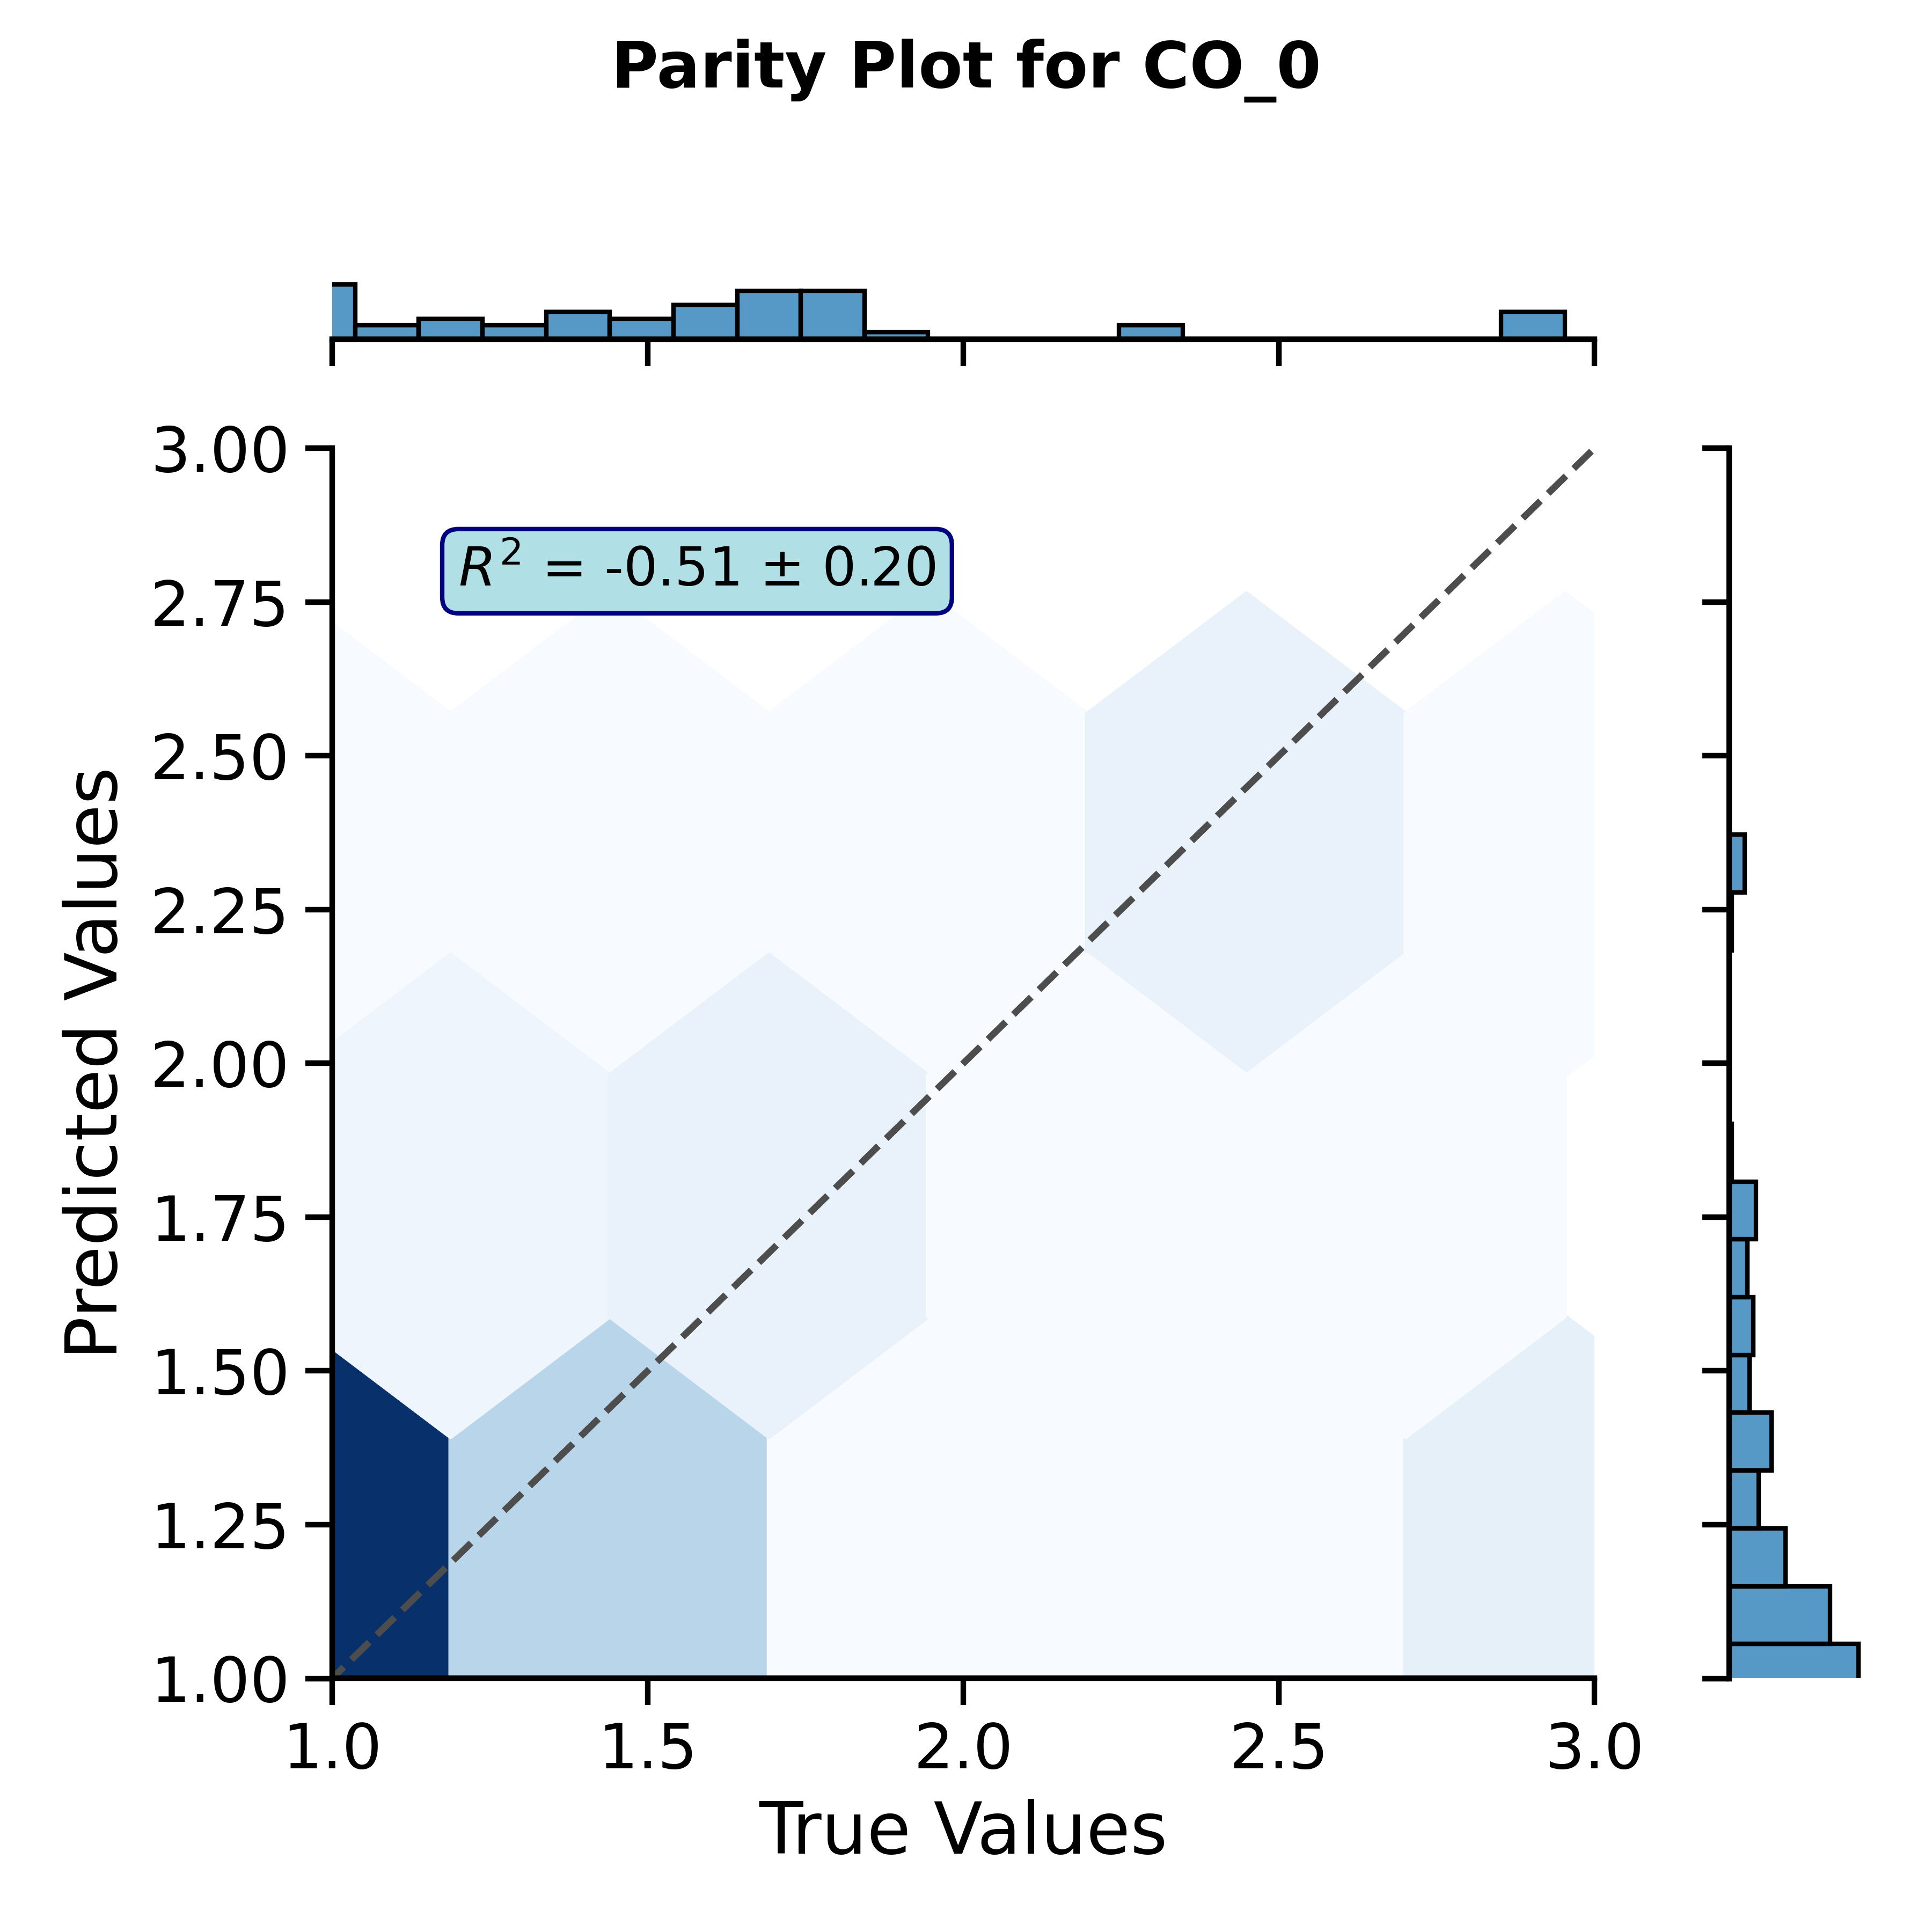 Parity Plot for CO_0
R² = -0.51 ± 0.20
Predicted Values
3.00
2.75
2.50
2.25
2.00
1.75
1.50
1.25
1.00
1.0 1.5 2.0 2.5 3.0
True Values